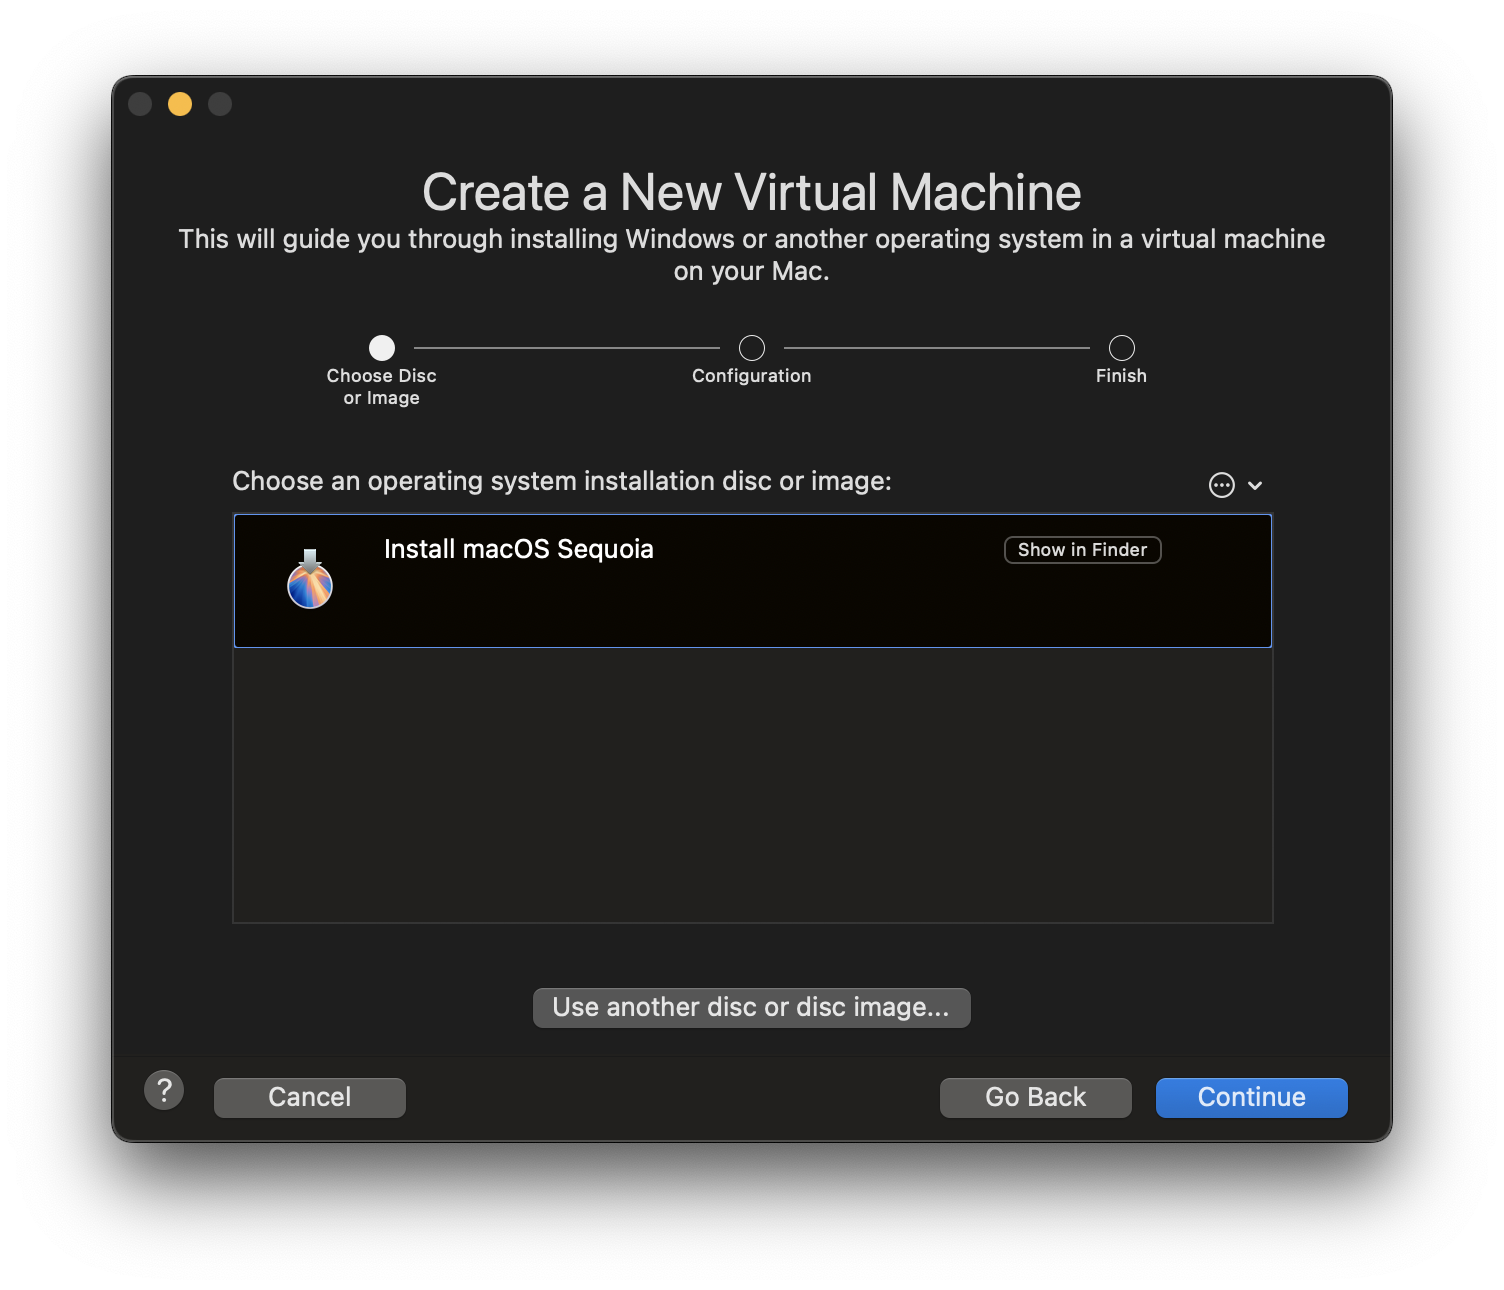 Create a New Virtual Machine
This will guide you through installing Windows or another operating system in a virtual machine
on your Mac.
Choose Disc
or Image
Configuration
Finish
Choose an operating system installation disc or image:
Install macOS Sequoia
Show in Finder
Use another disc or disc image...
?
Cancel
Go Back
Continue